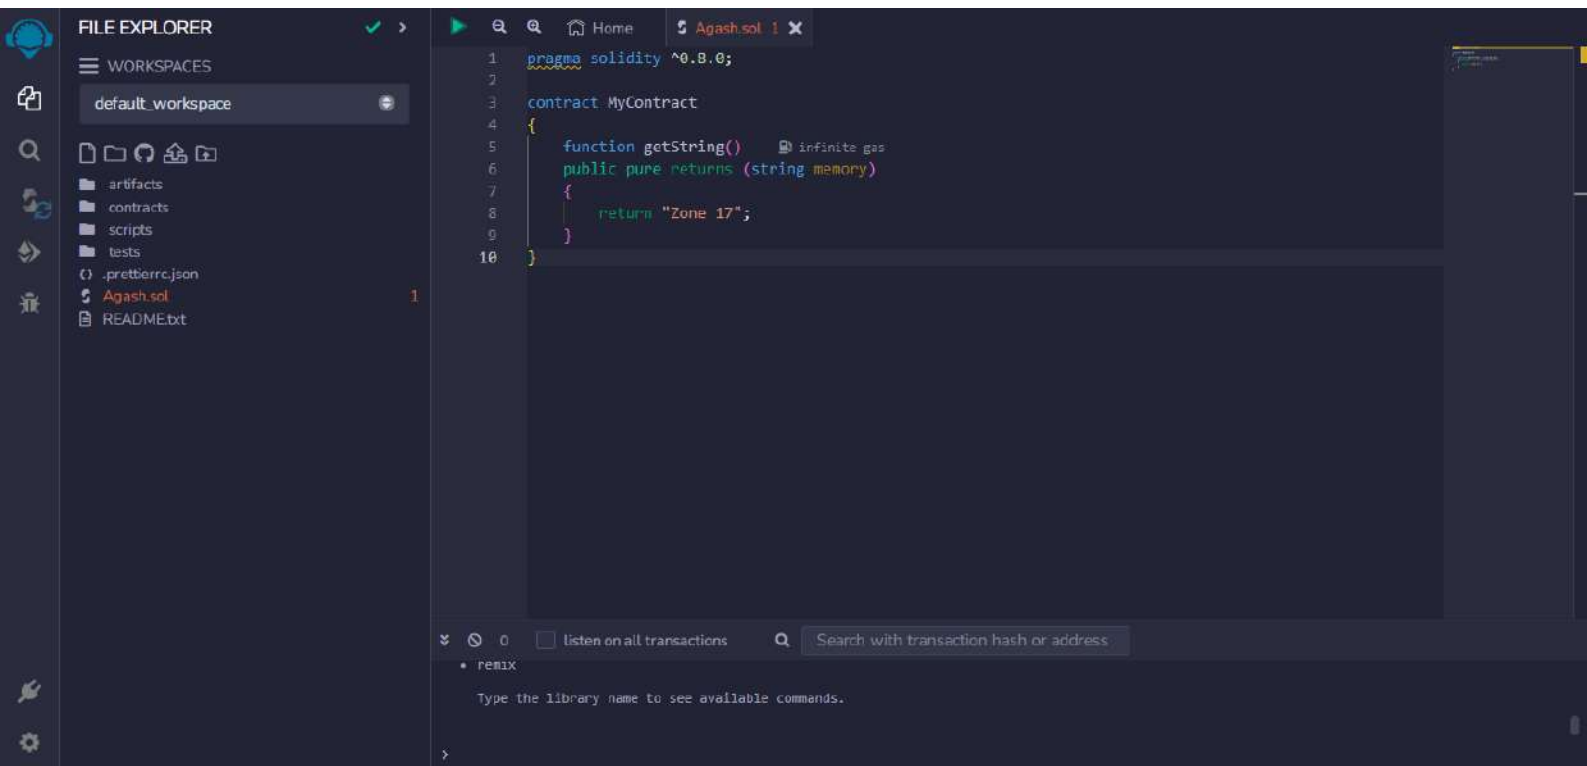 FILE EXPLORER
WORKSPACES
default_workspace
artifacts
contracts
scripts
tests
.prettierrc.json
Agash.sol 1
README.txt
Home Agash.sol 1
1 pragma solidity ^0.8.0;
2
3 contract MyContract
4 {
5 function getString() infinite gas
6 public pure returns (string memory)
7 {
8 return "Zone 17";
9 }
10 }
0 listen on all transactions Search with transaction hash or address
• remix
Type the library name to see available commands.
>